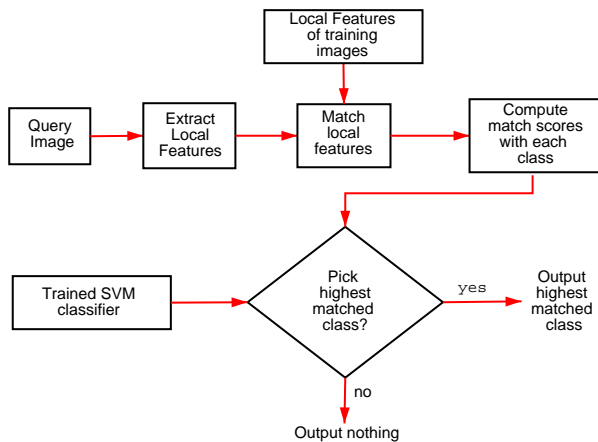 Local Features
of training
images
Query
Image
Extract
Local
Features
Match
local
features
Compute
match scores
with each
class
Trained SVM
classifier
Pick
highest
matched
class?
yes
Output
highest
matched
class
no
Output nothing